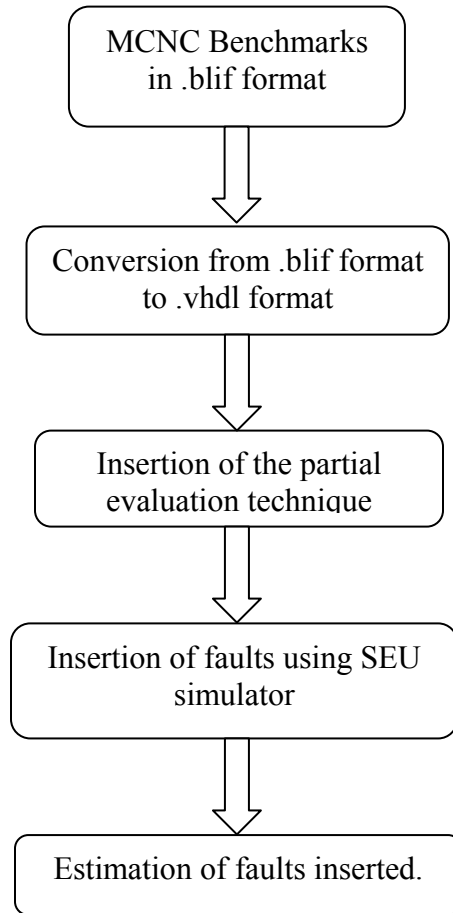 MCNC Benchmarks
in .blif format
Conversion from .blif format
to .vhdl format
Insertion of the partial
evaluation technique
Insertion of faults using SEU
simulator
Estimation of faults inserted.